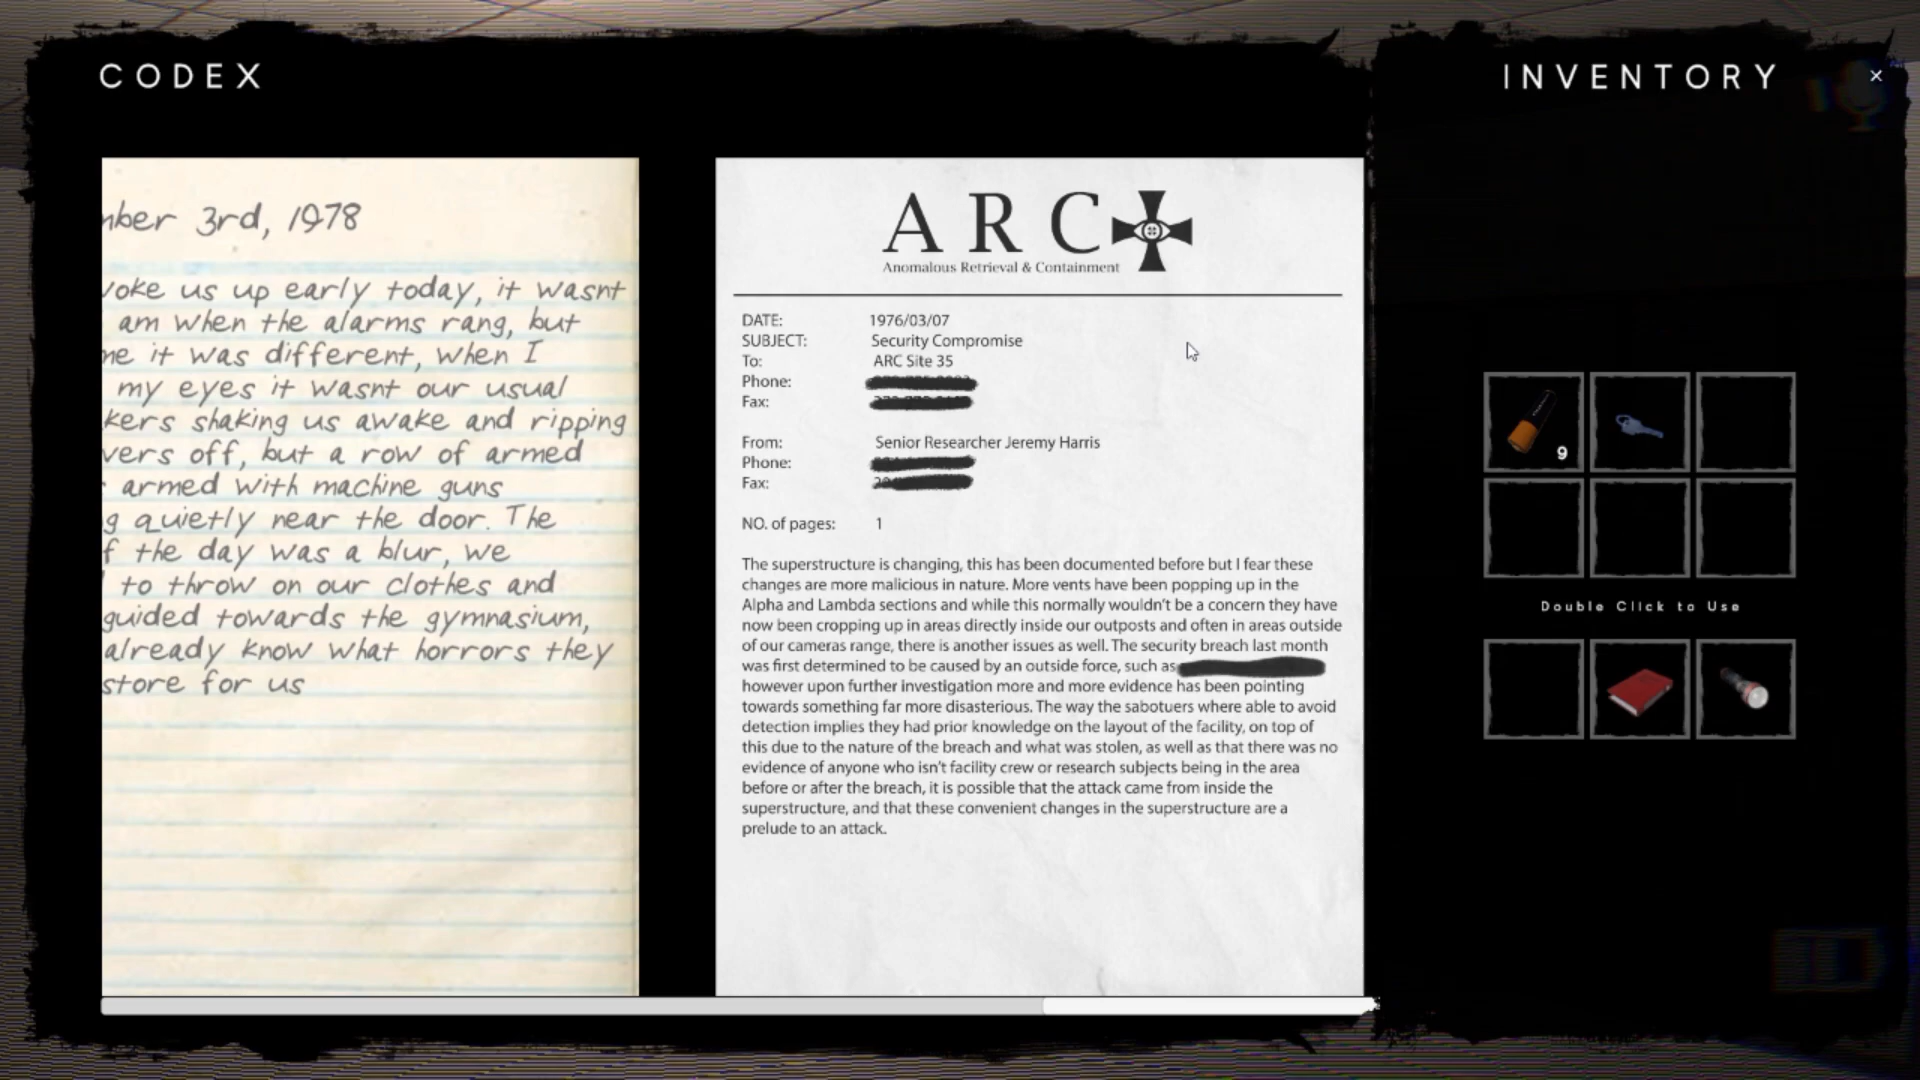 CODEX
INVENTORY
3rd, 1978
us up early today, it wasnt
am when the alarms rang, but
it was different, when I
my eyes it wasnt our usual
shaking us awake and ripping
off, but a row of armed
armed with machine guns
quietly near the door. The
the day was a blur, we
to throw on our clothes and
guided towards the gymnasium,
already know what horrors they
store for us
ARC
Anomalous Retrieval & Containment
DATE: 1976/03/07
SUBJECT: Security Compromise
To: ARC Site 35
Phone:
Fax:
From: Senior Researcher Jeremy Harris
Phone:
Fax:
NO. of pages: 1
The superstructure is changing, this has been documented before but I fear these
changes are more malicious in nature. More vents have been popping up in the
Alpha and Lambda sections and while this normally wouldn't be a concern they have
now been cropping up in areas directly inside our outposts and often in areas outside
of our cameras range, there is another issues as well. The security breach last month
was first determined to be caused by an outside force, such as
however upon further investigation more and more evidence has been pointing
towards something far more disasterious. The way the sabotuers where able to avoid
detection implies they had prior knowledge on the layout of the facility, on top of
this due to the nature of the breach and what was stolen, as well as that there was no
evidence of anyone who isn't facility crew or research subjects being in the area
before or after the breach, it is possible that the attack came from inside the
superstructure, and that these convenient changes in the superstructure are a
prelude to an attack.
9
Double Click to Use